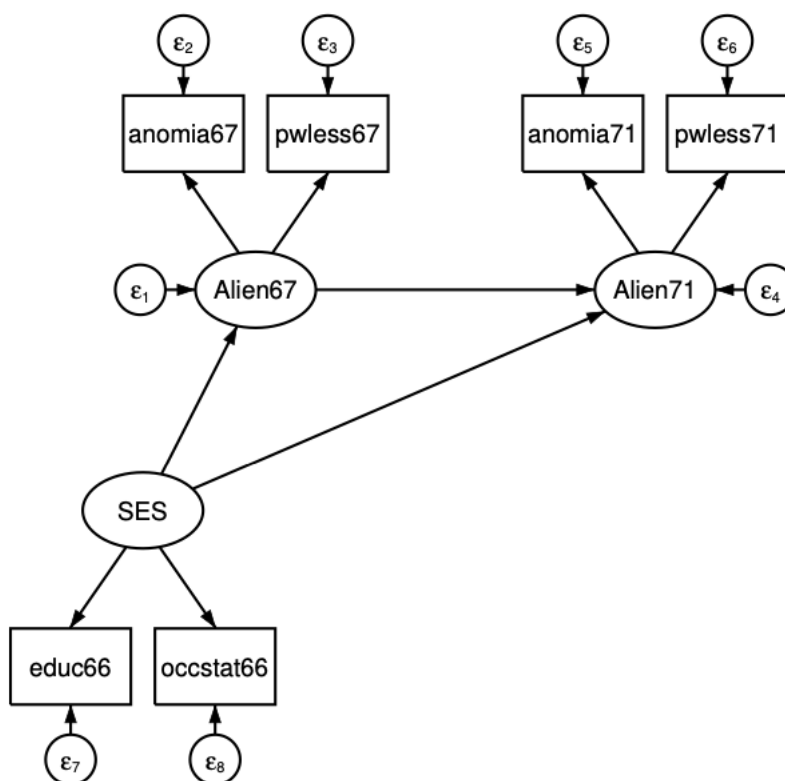 ε2
ε3
ε5
ε6
anomia67
pwless67
anomia71
pwless71
ε1
Alien67
Alien71
ε4
SES
educ66
occstat66
ε7
ε8